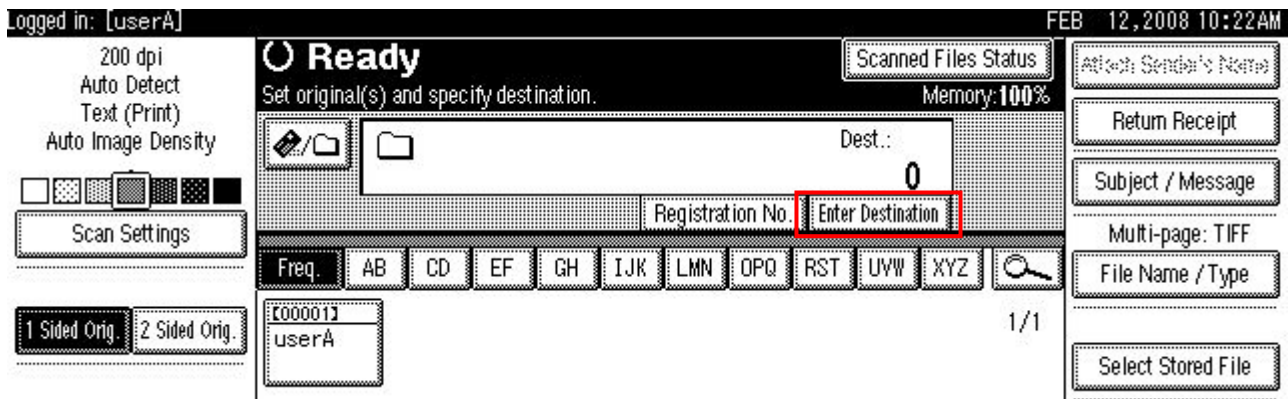 Logged in: [userA]
FEB 12,2008 10:22AM
200 dpi
Auto Detect
Text (Print)
Auto Image Density
Scan Settings
1 Sided Orig.
2 Sided Orig.
Ready
Scanned Files Status
Set original(s) and specify destination.
Memory:100%
Dest.:
0
Registration No.
Enter Destination
Freq.
AB
CD
EF
GH
IJK
LMN
OPQ
RST
UVW
XYZ
[00001]
userA
1/1
Attach Sender's Name
Return Receipt
Subject / Message
Multi-page: TIFF
File Name / Type
Select Stored File